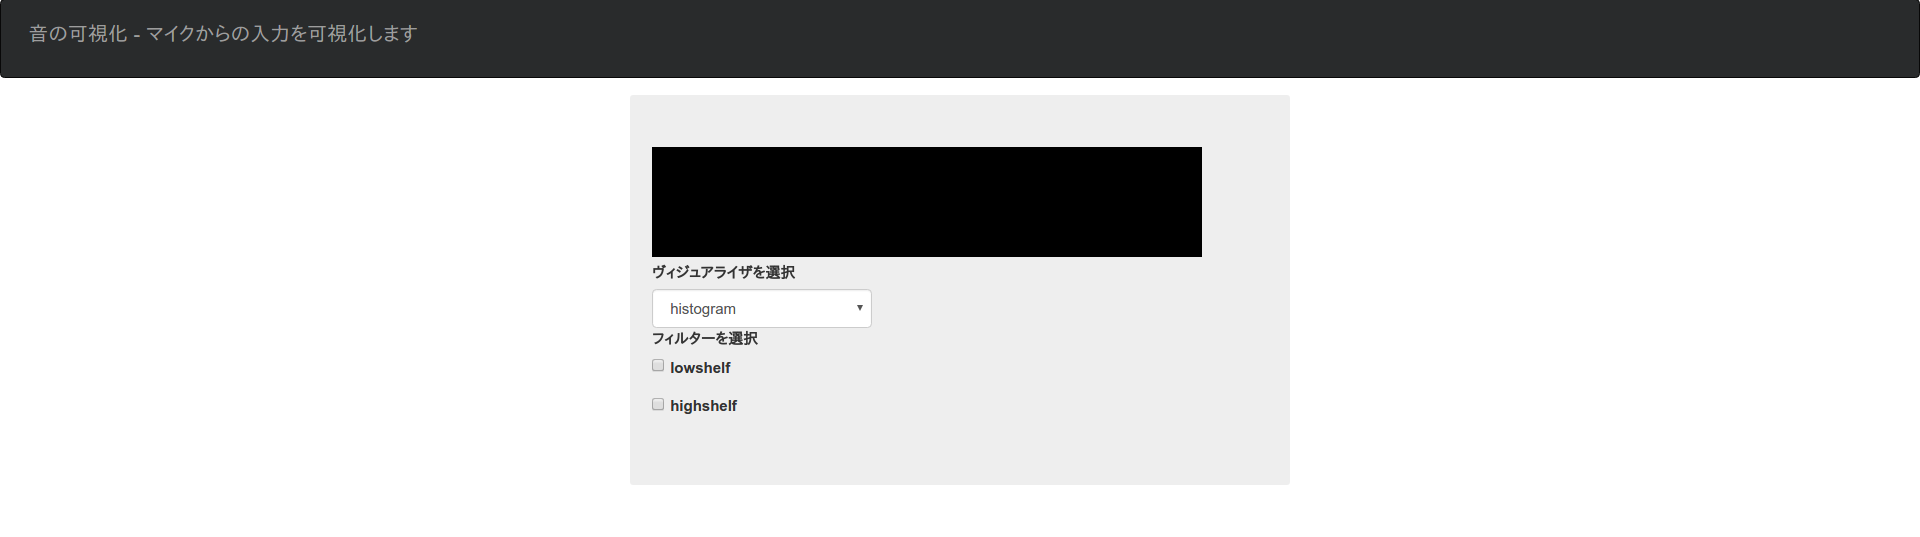 音の可視化 - マイクからの入力を可視化します
ヴィジュアライザを選択
histogram
フィルターを選択
lowshelf
highshelf